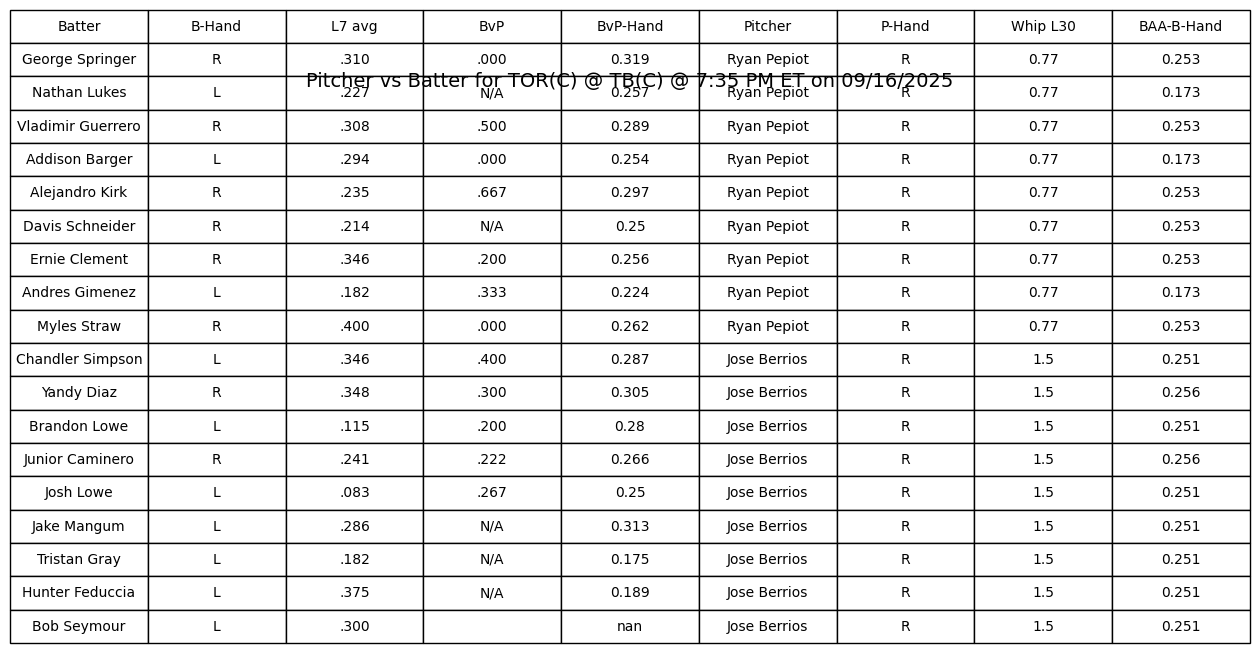 Batter B-Hand L7 avg BvP BvP-Hand Pitcher P-Hand Whip L30 BAA-B-Hand
George Springer R .310 .000 0.319 Ryan Pepiot R 0.77 0.253
Pitcher vs Batter for TOR(C) @ TB(C) @ 7:35 PM ET on 09/16/2025
Nathan Lukes L .227 N/A 0.257 Ryan Pepiot R 0.77 0.173
Vladimir Guerrero R .308 .500 0.289 Ryan Pepiot R 0.77 0.253
Addison Barger L .294 .000 0.254 Ryan Pepiot R 0.77 0.173
Alejandro Kirk R .235 .667 0.297 Ryan Pepiot R 0.77 0.253
Davis Schneider R .214 N/A 0.25 Ryan Pepiot R 0.77 0.253
Ernie Clement R .346 .200 0.256 Ryan Pepiot R 0.77 0.253
Andres Gimenez L .182 .333 0.224 Ryan Pepiot R 0.77 0.173
Myles Straw R .400 .000 0.262 Ryan Pepiot R 0.77 0.253
Chandler Simpson L .346 .400 0.287 Jose Berrios R 1.5 0.251
Yandy Diaz R .348 .300 0.305 Jose Berrios R 1.5 0.256
Brandon Lowe L .115 .200 0.28 Jose Berrios R 1.5 0.251
Junior Caminero R .241 .222 0.266 Jose Berrios R 1.5 0.256
Josh Lowe L .083 .267 0.25 Jose Berrios R 1.5 0.251
Jake Mangum L .286 N/A 0.313 Jose Berrios R 1.5 0.251
Tristan Gray L .182 N/A 0.175 Jose Berrios R 1.5 0.251
Hunter Feduccia L .375 N/A 0.189 Jose Berrios R 1.5 0.251
Bob Seymour L .300 nan Jose Berrios R 1.5 0.251